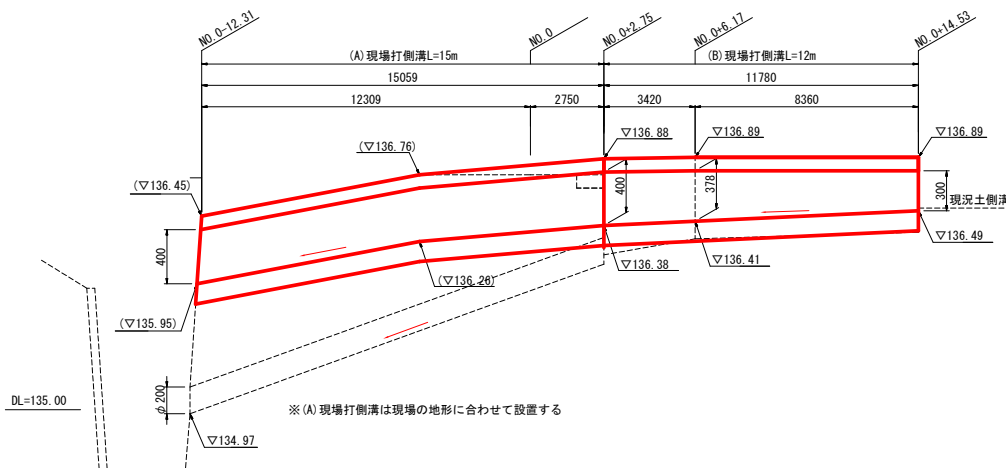 NO.0-12.31
NO.0
NO.0+2.75
NO.0+6.17
NO.0+14.53
(A)現場打側溝L=15m
(B)現場打側溝L=12m
15059
11780
12309
2750
3420
8360
(▽136.76)
▽136.88
▽136.89
▽136.89
(▽136.45)
400
378
300
現況土側溝
400
▽136.49
▽136.41
▽136.38
(▽136.26)
(▽135.95)
φ200
DL=135.00
※(A)現場打側溝は現場の地形に合わせて設置する
▽134.97